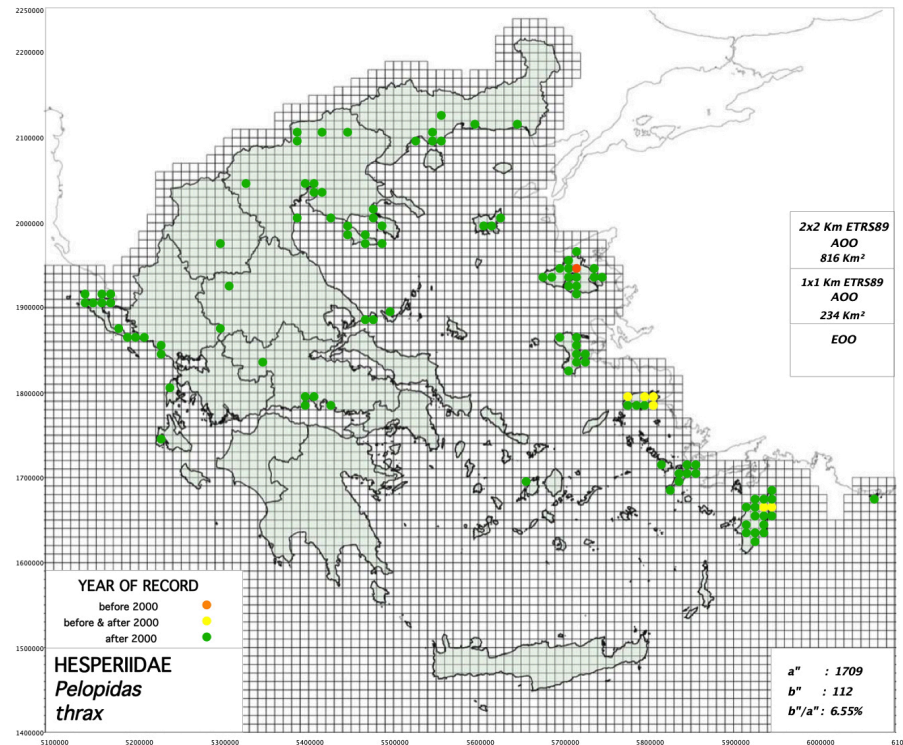 2250000
2200000
2100000
2000000
1900000
1800000
1700000
1600000
1500000
1400000
2x2 Km ETRS89
AOO
816 Km²
1x1 Km ETRS89
AOO
234 Km²
EOO
YEAR OF RECORD
before 2000
before & after 2000
after 2000
HESPERIIDAE
Pelopidas
thrax
a" : 1709
b" : 112
b"/a" : 6.55%
5100000 5200000 5300000 5400000 5500000 5600000 5700000 5800000 5900000 6000000 610